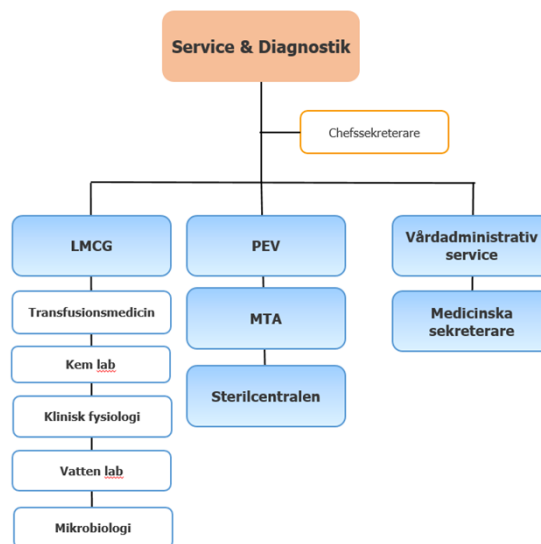 Service & Diagnostik
Chefssekreterare
LMCG
PEV
Vårdadministrativ
service
Transfusionsmedicin
MTA
Medicinska
sekreterare
Kem lab
Sterilcentralen
Klinisk fysiologi
Vatten lab
Mikrobiologi